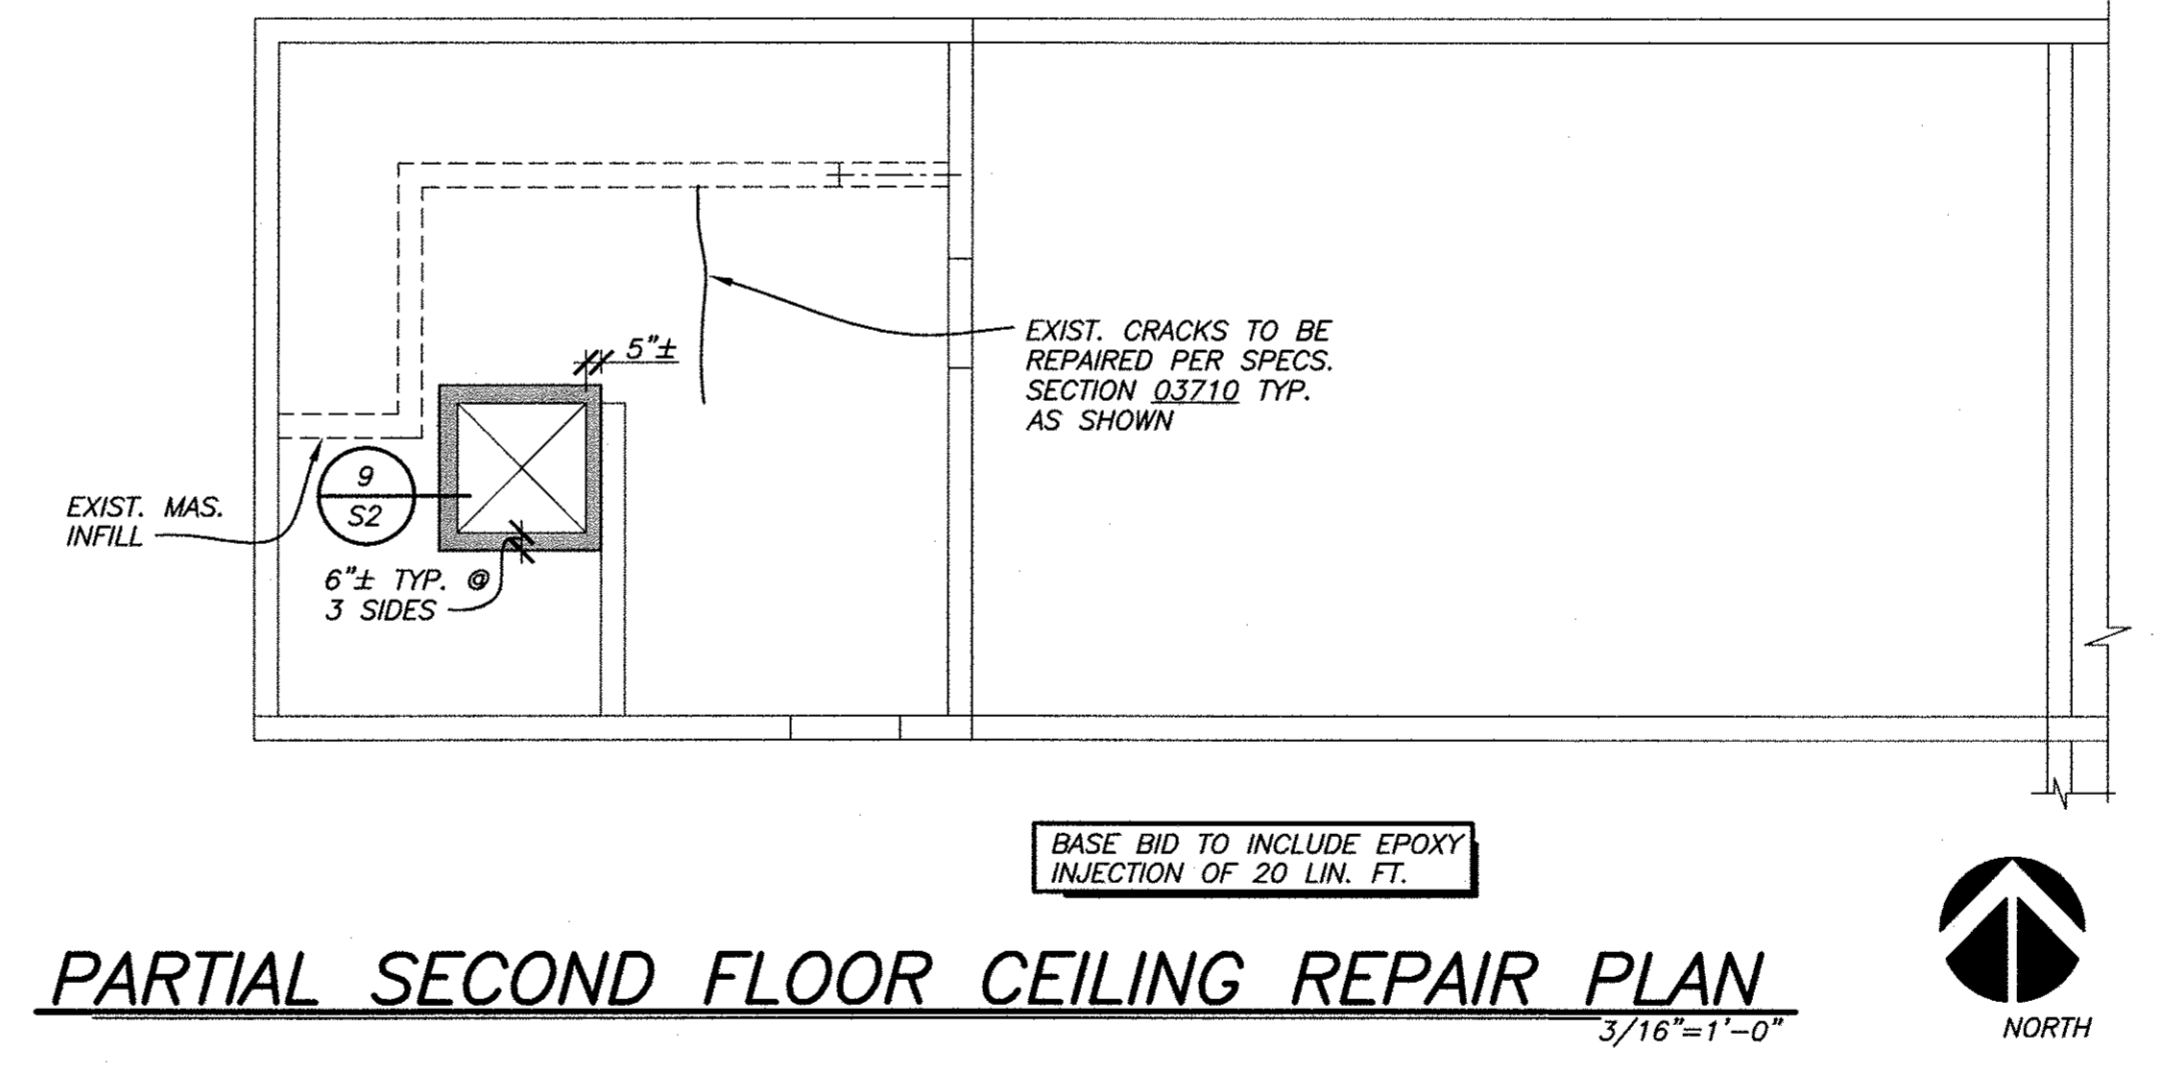 5"±
EXIST. CRACKS TO BE
REPAIRED PER SPECS.
SECTION 03710 TYP.
AS SHOWN
EXIST. MAS.
INFILL
9
S2
6"± TYP. @
3 SIDES
BASE BID TO INCLUDE EPOXY
INJECTION OF 20 LIN. FT.
PARTIAL SECOND FLOOR CEILING REPAIR PLAN
3/16"=1'-0"
NORTH